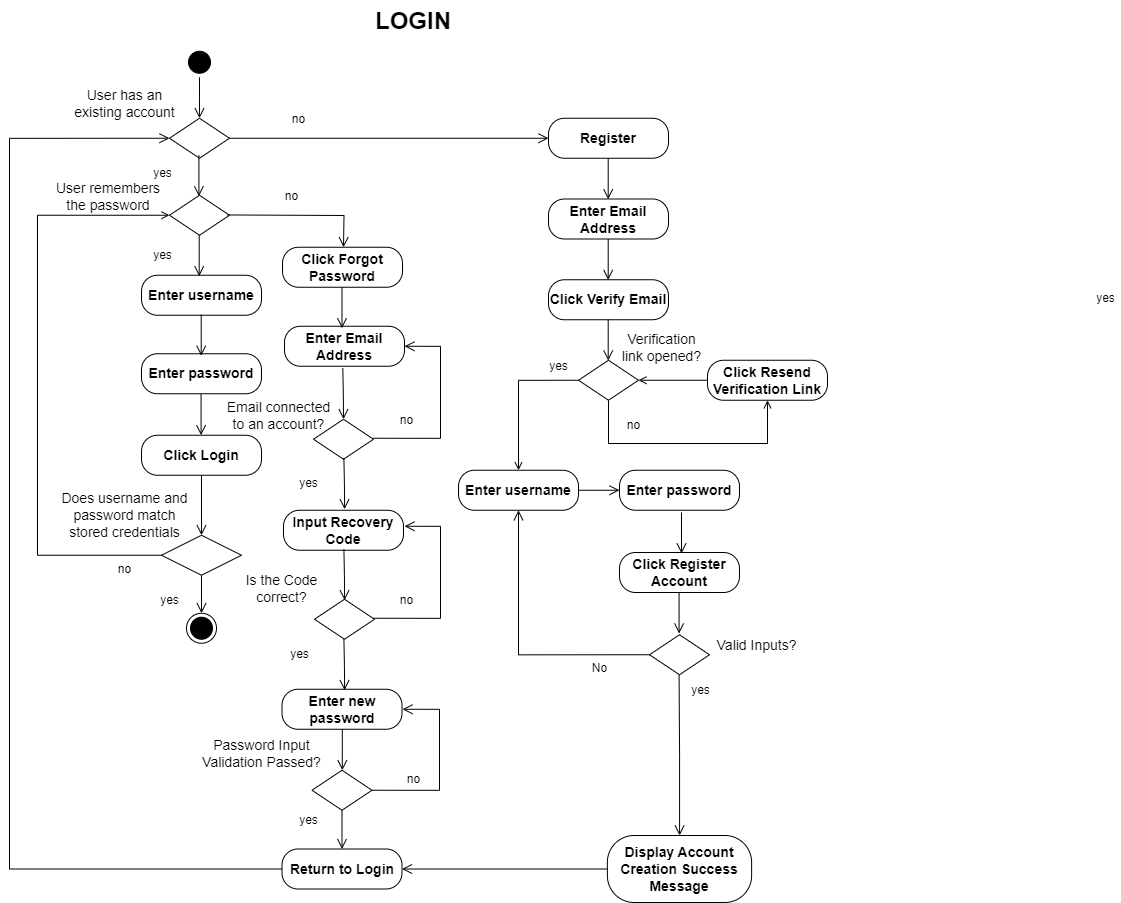 LOGIN
User has an
existing account
no
Register
yes
User remembers
the password
no
Enter Email
Address
yes
Click Forgot
Password
Enter username
Click Verify Email
yes
Enter Email
Address
Verification
link opened?
yes
Enter password
Click Resend
Verification Link
Email connected
to an account?
no
no
Click Login
yes
Enter username
Enter password
Does username and
password match
stored credentials
Input Recovery
Code
no
Click Register
Account
Is the Code
correct?
yes
no
yes
Valid Inputs?
No
yes
Enter new
password
Password Input
Validation Passed?
no
yes
Return to Login
Display Account
Creation Success
Message